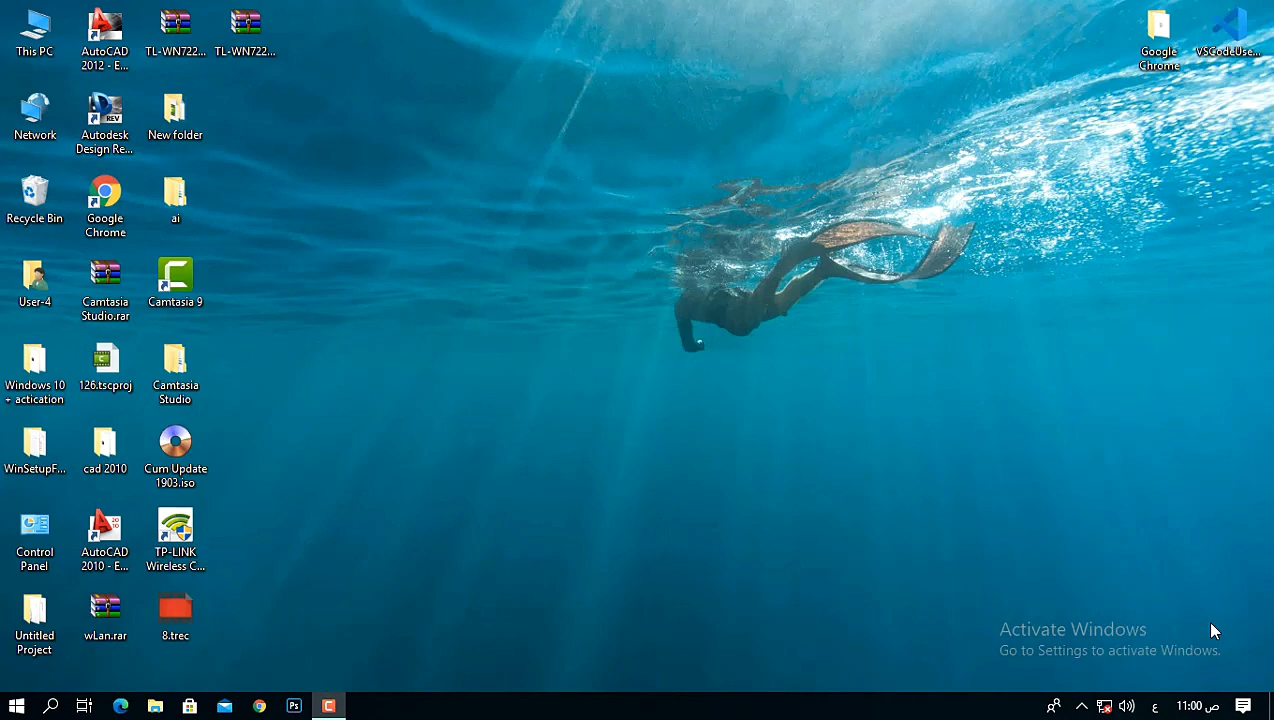 This PC
AutoCAD
2012 - E...
TL-WN722...
TL-WN722...
Google
Chrome
VSCodeUse...
Network
Autodesk
Design Re...
New folder
Recycle Bin
Google
Chrome
ai
User-4
Camtasia
Studio.rar
Camtasia 9
Windows 10
+ actication
126.tscproj
Camtasia
Studio
WinSetupF...
cad 2010
Cum Update
1903.iso
Control
Panel
AutoCAD
2010 - E...
TP-LINK
Wireless C...
Untitled
Project
wLan.rar
8.trec
Activate Windows
Go to Settings to activate Windows.
ع
11:00 ص